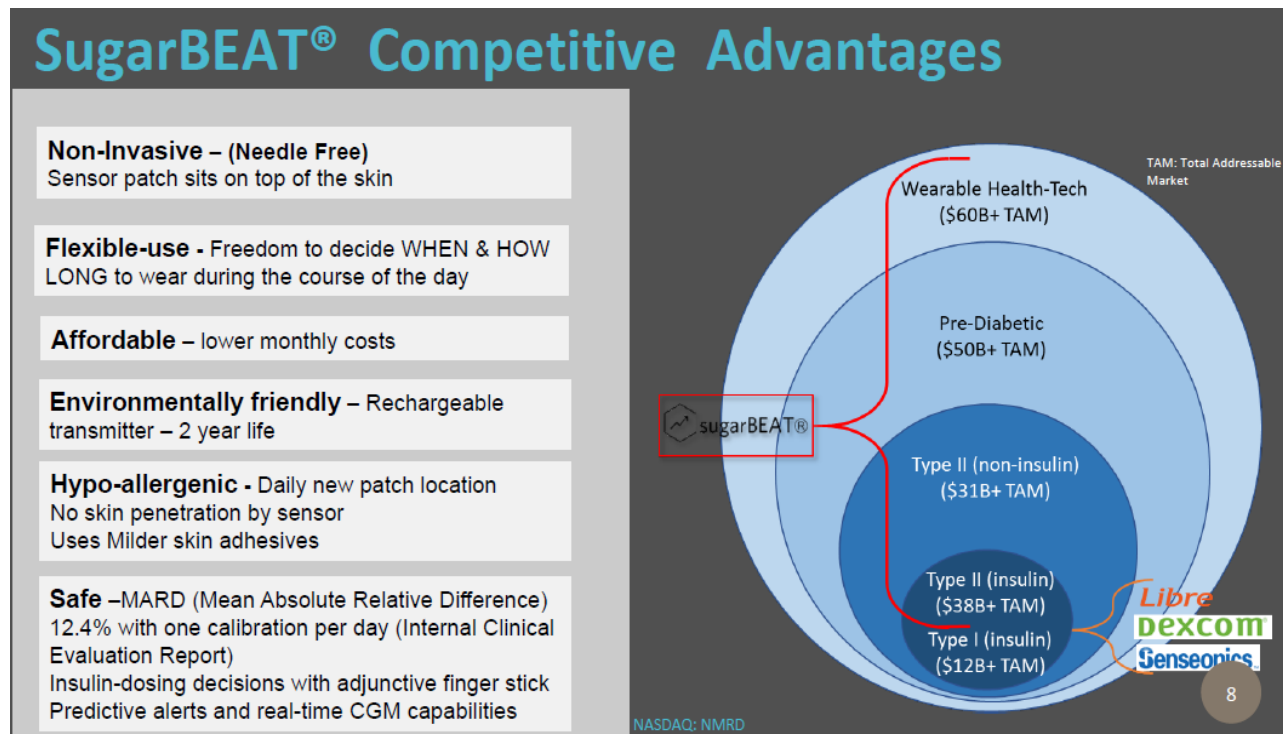 SugarBEAT® Competitive Advantages
Non-Invasive – (Needle Free)
Sensor patch sits on top of the skin
Flexible-use - Freedom to decide WHEN & HOW
LONG to wear during the course of the day
Affordable – lower monthly costs
Environmentally friendly – Rechargeable
transmitter – 2 year life
Hypo-allergenic - Daily new patch location
No skin penetration by sensor
Uses Milder skin adhesives
Safe –MARD (Mean Absolute Relative Difference)
12.4% with one calibration per day (Internal Clinical
Evaluation Report)
Insulin-dosing decisions with adjunctive finger stick
Predictive alerts and real-time CGM capabilities
TAM: Total Addressable
Market
Wearable Health-Tech
($60B+ TAM)
Pre-Diabetic
($50B+ TAM)
sugarBEAT®
Type II (non-insulin)
($31B+ TAM)
Type II (insulin)
($38B+ TAM)
Type I (insulin)
($12B+ TAM)
Libre
Dexcom
Senseonics
NASDAQ: NMRD
8